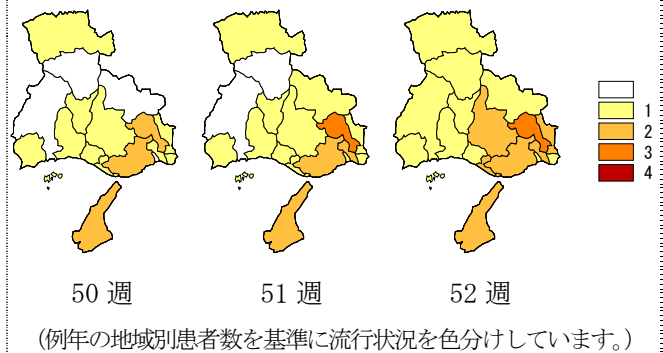 1
2
3
4
50 週
51 週
52 週
(例年の地域別患者数を基準に流行状況を色分けしています。)